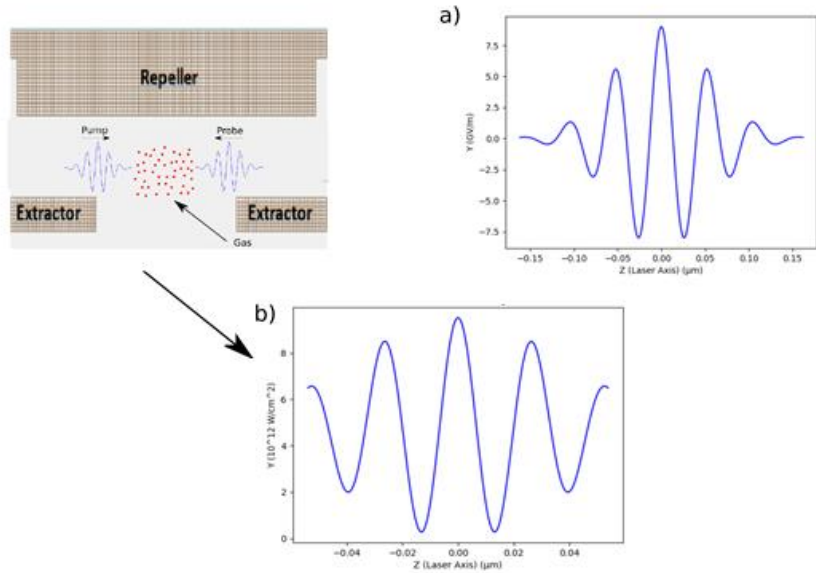 Repeller
Pump
Probe
Extractor
Extractor
Gas
a)
7.5
5.0
2.5
0.0
−2.5
−5.0
−7.5
Y (GV/m)
−0.15 −0.10 −0.05 0.00 0.05 0.10 0.15
Z (Laser Axis) (μm)
b)
8
6
4
2
0
Y (10^12 W/cm^2)
−0.04 −0.02 0.00 0.02 0.04
Z (Laser Axis) (μm)